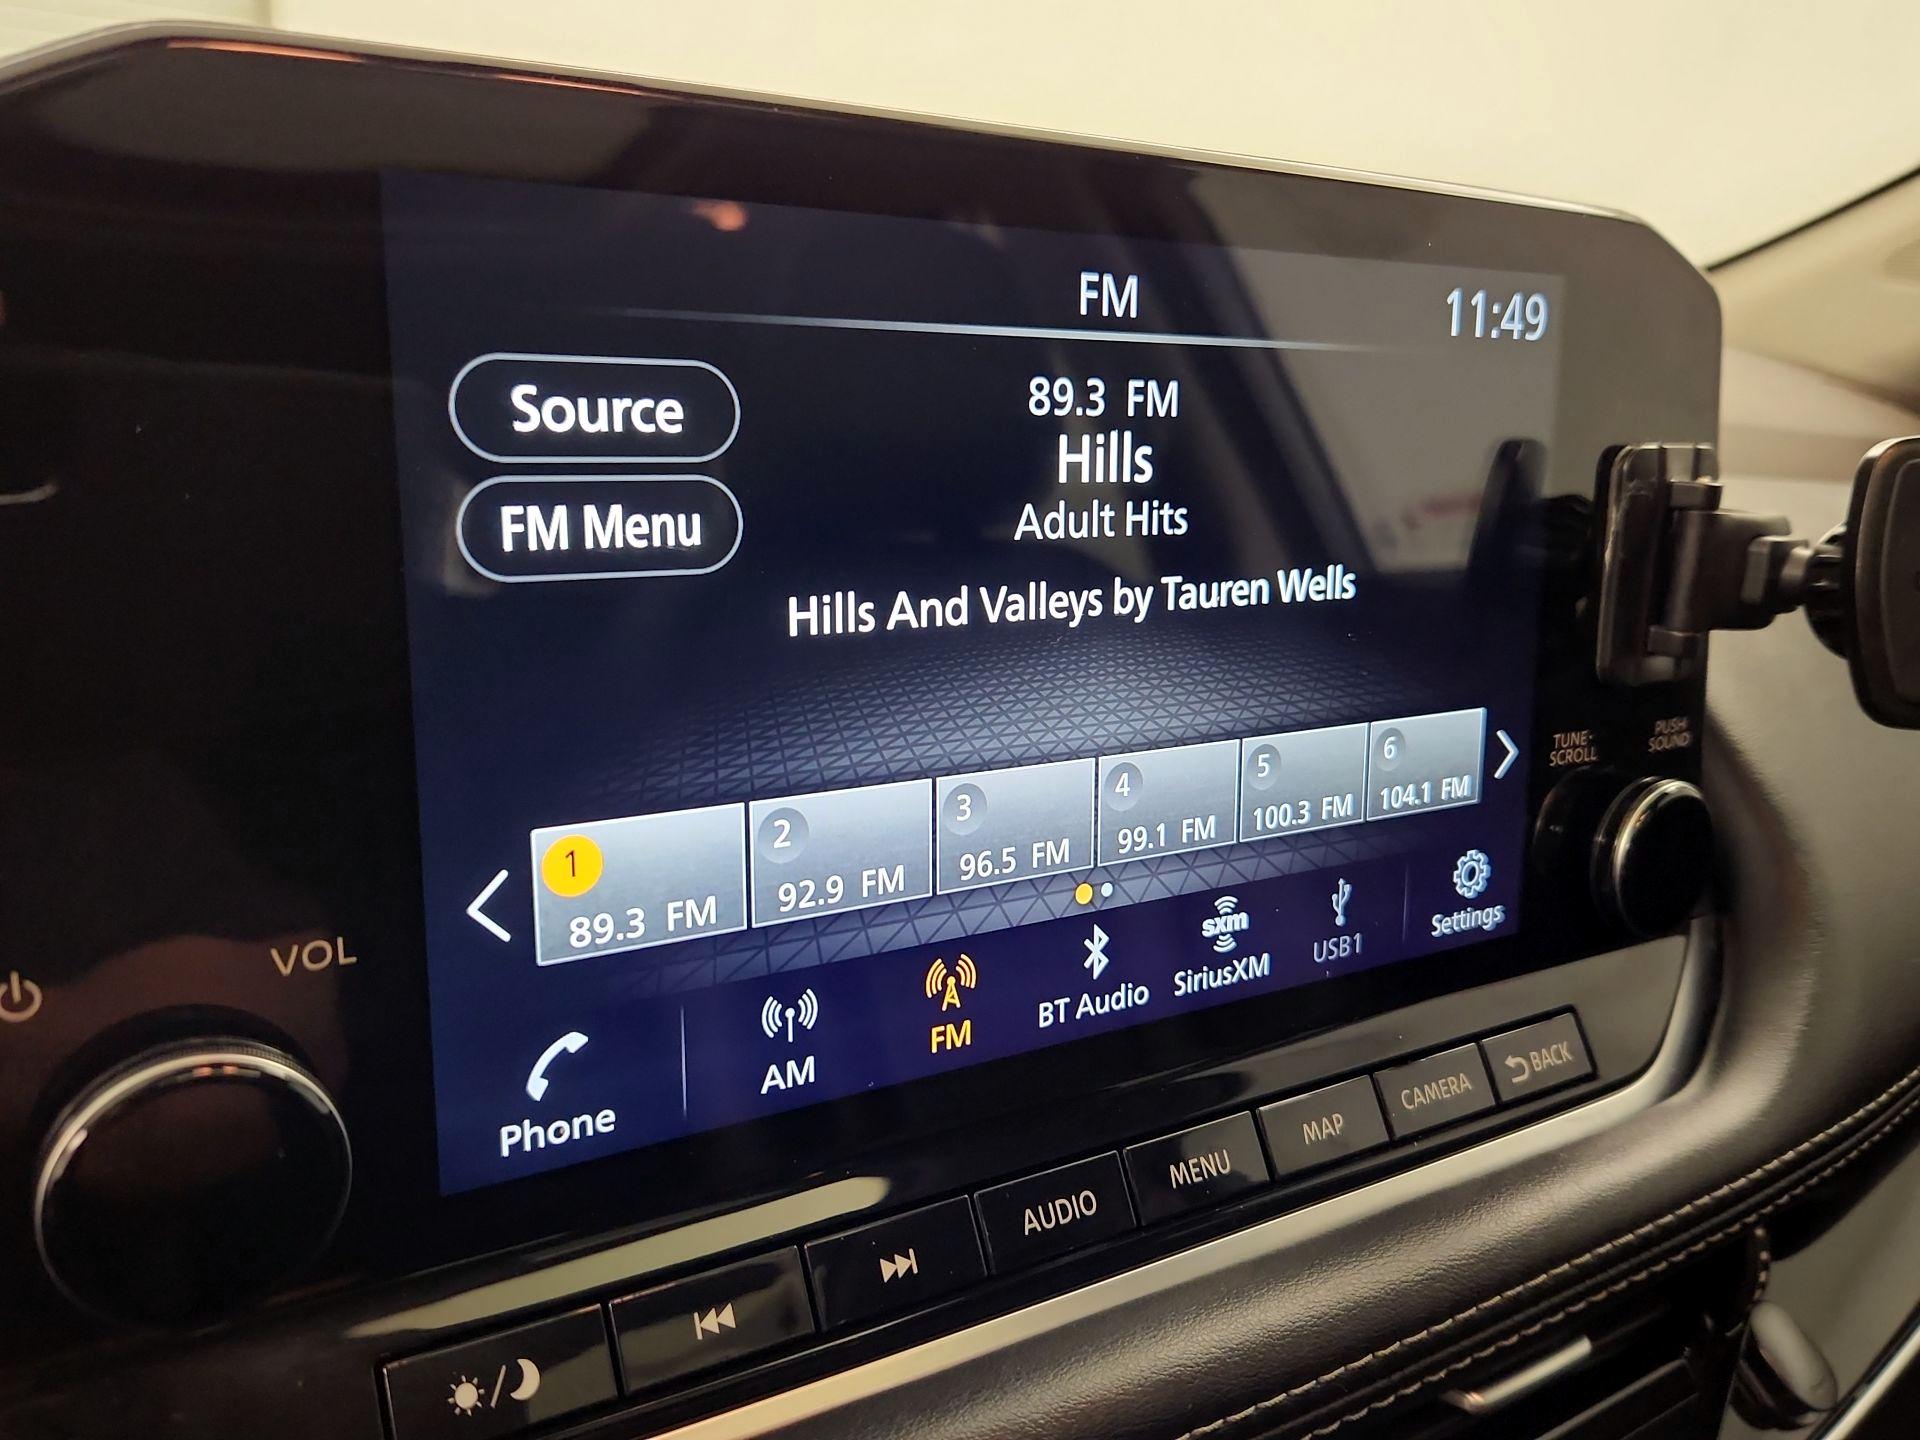 FM
11:49
Source
89.3 FM
Hills
FM Menu
Adult Hits
Hills And Valleys by Tauren Wells
TUNE·
SCROLL
PUSH
SOUND
1
89.3 FM
2
92.9 FM
3
96.5 FM
4
99.1 FM
5
100.3 FM
6
104.1 FM
VOL
Phone
AM
FM
BT Audio
sxm
SiriusXM
USB1
Settings
AUDIO
MENU
MAP
CAMERA
BACK